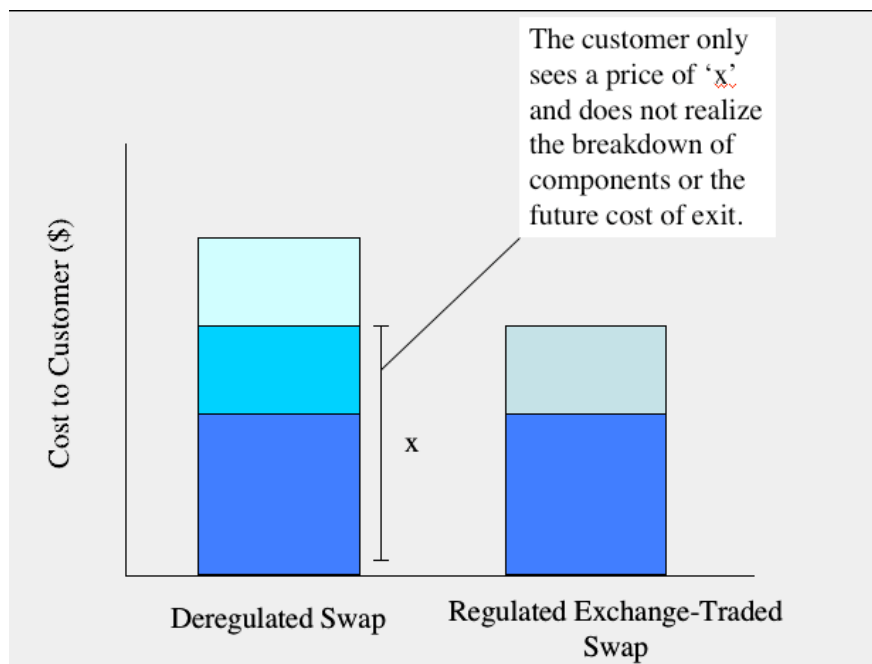 The customer only
sees a price of ‘x’
and does not realize
the breakdown of
components or the
future cost of exit.
Cost to Customer ($)
x
Deregulated Swap
Regulated Exchange-Traded
Swap